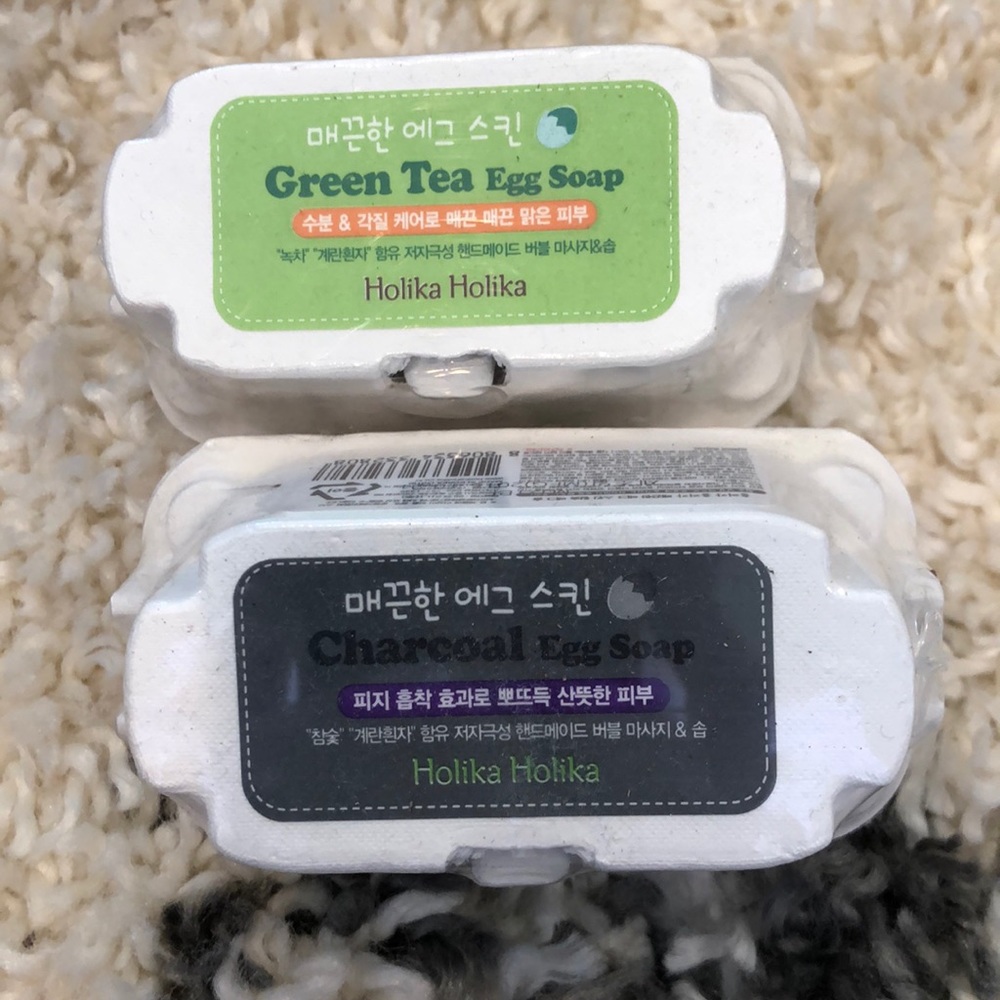 매끈한 에그 스킨
Green Tea Egg Soap
수분 & 각질 케어로 매끈 매끈 맑은 피부
"녹차" "계란흰자" 함유 저자극성 핸드메이드 버블 마사지&솝
Holika Holika
매끈한 에그 스킨
Charcoal Egg Soap
피지 흡착 효과로 뽀뜨득 산뜻한 피부
"참숯" "계란흰자" 함유 저자극성 핸드메이드 버블 마사지 & 솝
Holika Holika